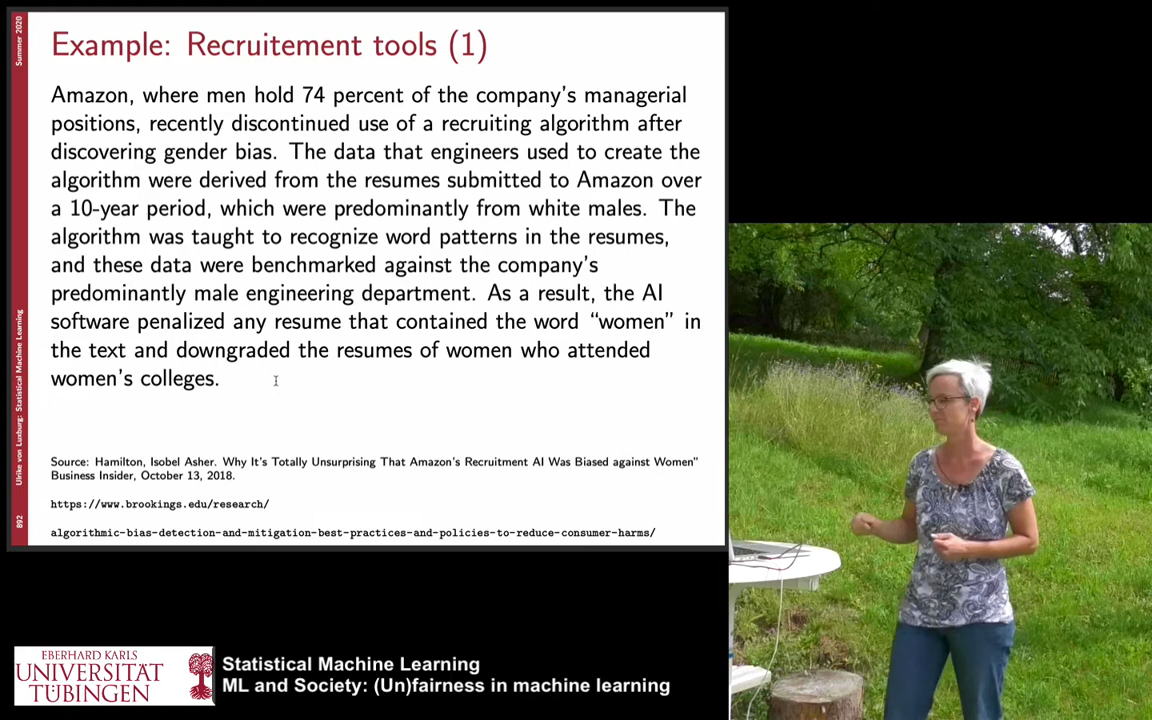 Summer 2020
Ulrike von Luxburg: Statistical Machine Learning
892
Example: Recruitement tools (1)
Amazon, where men hold 74 percent of the company's managerial
positions, recently discontinued use of a recruiting algorithm after
discovering gender bias. The data that engineers used to create the
algorithm were derived from the resumes submitted to Amazon over
a 10-year period, which were predominantly from white males. The
algorithm was taught to recognize word patterns in the resumes,
and these data were benchmarked against the company's
predominantly male engineering department. As a result, the AI
software penalized any resume that contained the word “women” in
the text and downgraded the resumes of women who attended
women's colleges.
Source: Hamilton, Isobel Asher. Why It's Totally Unsurprising That Amazon's Recruitment AI Was Biased against Women”
Business Insider, October 13, 2018.
https://www.brookings.edu/research/
algorithmic-bias-detection-and-mitigation-best-practices-and-policies-to-reduce-consumer-harms/
EBERHARD KARLS
UNIVERSITÄT
TÜBINGEN
Statistical Machine Learning
ML and Society: (Un)fairness in machine learning